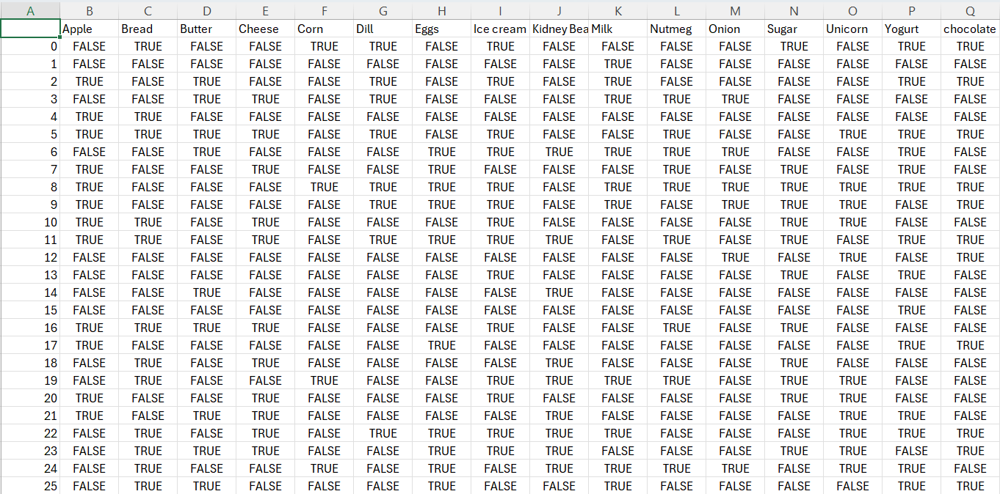 A B C D E F G H I J K L M N O P Q
Apple Bread Butter Cheese Corn Dill Eggs Ice cream Kidney Bea Milk Nutmeg Onion Sugar Unicorn Yogurt chocolate
0 FALSE TRUE FALSE FALSE TRUE TRUE FALSE TRUE FALSE FALSE FALSE FALSE TRUE FALSE TRUE TRUE
1 FALSE FALSE FALSE FALSE FALSE FALSE FALSE FALSE FALSE TRUE FALSE FALSE FALSE FALSE FALSE FALSE
2 TRUE FALSE TRUE FALSE FALSE TRUE FALSE TRUE FALSE TRUE FALSE FALSE FALSE FALSE TRUE TRUE
3 FALSE FALSE TRUE TRUE FALSE TRUE FALSE FALSE FALSE TRUE TRUE TRUE FALSE FALSE FALSE FALSE
4 TRUE TRUE FALSE FALSE FALSE FALSE FALSE FALSE FALSE FALSE FALSE FALSE FALSE FALSE FALSE FALSE
5 TRUE TRUE TRUE TRUE FALSE TRUE FALSE TRUE FALSE FALSE TRUE FALSE FALSE TRUE TRUE TRUE
6 FALSE FALSE TRUE FALSE FALSE FALSE TRUE TRUE TRUE TRUE TRUE TRUE FALSE FALSE TRUE FALSE
7 TRUE FALSE FALSE TRUE FALSE FALSE TRUE FALSE FALSE FALSE TRUE FALSE TRUE FALSE TRUE TRUE
8 TRUE FALSE FALSE FALSE TRUE TRUE TRUE TRUE FALSE TRUE TRUE TRUE TRUE TRUE TRUE TRUE
9 TRUE FALSE FALSE FALSE FALSE TRUE TRUE TRUE FALSE TRUE FALSE TRUE TRUE TRUE FALSE TRUE
10 TRUE TRUE FALSE TRUE FALSE FALSE FALSE TRUE FALSE FALSE FALSE FALSE TRUE TRUE FALSE FALSE
11 TRUE TRUE FALSE TRUE FALSE TRUE TRUE TRUE TRUE FALSE TRUE FALSE TRUE FALSE TRUE TRUE
12 FALSE FALSE FALSE FALSE FALSE FALSE FALSE FALSE FALSE FALSE FALSE TRUE FALSE TRUE FALSE TRUE
13 FALSE FALSE FALSE FALSE FALSE FALSE FALSE TRUE FALSE FALSE FALSE FALSE TRUE FALSE TRUE FALSE
14 FALSE FALSE TRUE FALSE FALSE FALSE FALSE FALSE TRUE FALSE FALSE FALSE FALSE FALSE FALSE FALSE
15 FALSE FALSE FALSE FALSE FALSE FALSE FALSE FALSE FALSE FALSE FALSE FALSE FALSE FALSE TRUE FALSE
16 TRUE TRUE TRUE TRUE FALSE FALSE FALSE TRUE FALSE FALSE TRUE FALSE TRUE FALSE FALSE FALSE
17 TRUE FALSE FALSE FALSE FALSE FALSE TRUE FALSE FALSE FALSE FALSE FALSE FALSE FALSE TRUE TRUE
18 FALSE TRUE FALSE TRUE FALSE FALSE FALSE FALSE TRUE FALSE FALSE FALSE TRUE FALSE FALSE FALSE
19 FALSE TRUE FALSE FALSE TRUE FALSE FALSE TRUE TRUE TRUE TRUE FALSE TRUE TRUE FALSE FALSE
20 TRUE FALSE FALSE TRUE FALSE FALSE FALSE TRUE FALSE FALSE FALSE FALSE TRUE TRUE FALSE FALSE
21 TRUE FALSE TRUE TRUE FALSE FALSE FALSE FALSE TRUE FALSE FALSE FALSE FALSE TRUE TRUE TRUE
22 FALSE TRUE FALSE TRUE FALSE TRUE TRUE TRUE TRUE TRUE FALSE FALSE FALSE TRUE TRUE TRUE
23 FALSE TRUE TRUE TRUE FALSE FALSE TRUE TRUE TRUE FALSE FALSE FALSE TRUE TRUE FALSE TRUE
24 FALSE TRUE FALSE FALSE TRUE FALSE TRUE FALSE TRUE TRUE TRUE TRUE FALSE TRUE TRUE FALSE
25 FALSE TRUE TRUE FALSE FALSE FALSE TRUE FALSE FALSE TRUE FALSE FALSE FALSE FALSE TRUE TRUE